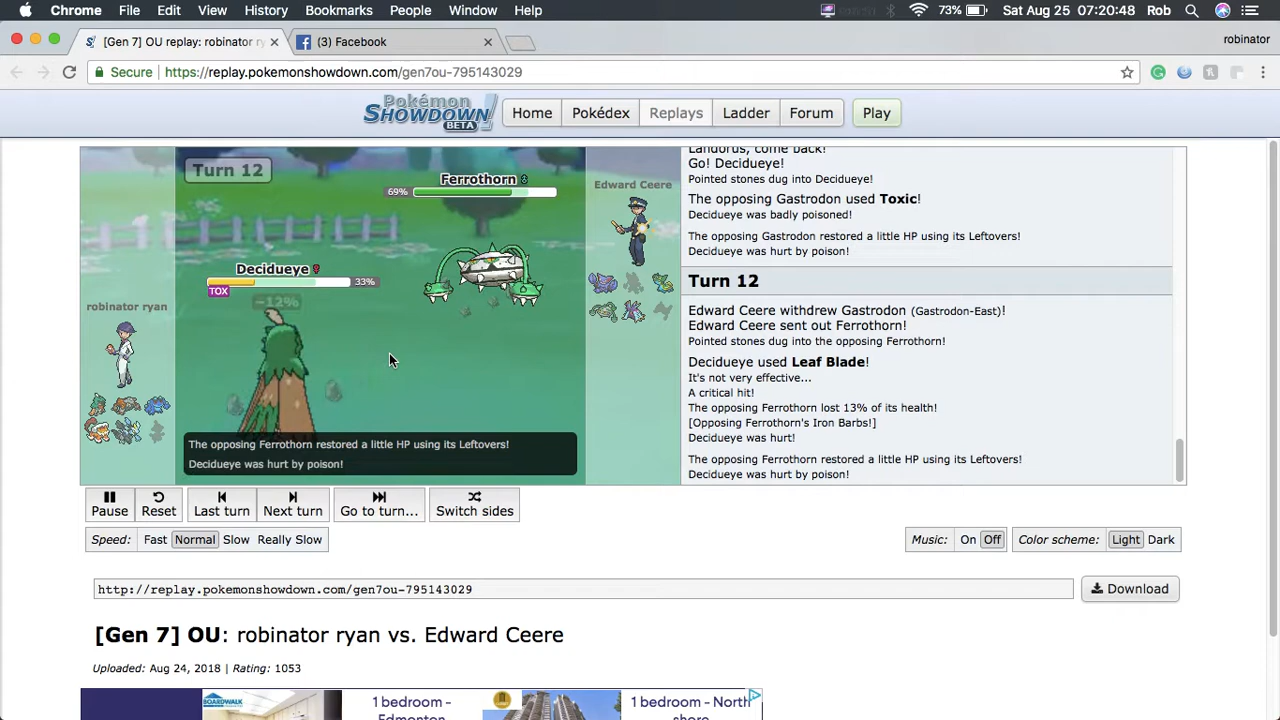 Chrome File Edit View History Bookmarks People Window Help 73% Sat Aug 25 07:20:48 Rob
[Gen 7] OU replay: robinator ry (3) Facebook robinator
Secure https://replay.pokemonshowdown.com/gen7ou-795143029
Pokémon SHOWDOWN! BETA Home Pokédex Replays Ladder Forum Play
Turn 12
Ferrothorn
69%
Edward Ceere
Decidueye
33%
TOX
-12%
robinator ryan
The opposing Ferrothorn restored a little HP using its Leftovers!
Decidueye was hurt by poison!
Landorus, come back!
Go! Decidueye!
Pointed stones dug into Decidueye!
The opposing Gastrodon used Toxic!
Decidueye was badly poisoned!
The opposing Gastrodon restored a little HP using its Leftovers!
Decidueye was hurt by poison!
Turn 12
Edward Ceere withdrew Gastrodon (Gastrodon-East)!
Edward Ceere sent out Ferrothorn!
Pointed stones dug into the opposing Ferrothorn!
Decidueye used Leaf Blade!
It's not very effective...
A critical hit!
The opposing Ferrothorn lost 13% of its health!
[Opposing Ferrothorn's Iron Barbs!]
Decidueye was hurt!
The opposing Ferrothorn restored a little HP using its Leftovers!
Decidueye was hurt by poison!
Pause Reset Last turn Next turn Go to turn... Switch sides
Speed: Fast Normal Slow Really Slow Music: On Off Color scheme: Light Dark
http://replay.pokemonshowdown.com/gen7ou-795143029 Download
[Gen 7] OU: robinator ryan vs. Edward Ceere
Uploaded: Aug 24, 2018 | Rating: 1053
BOARDWALK 1 bedroom - 1 bedroom - North
Edmonton shore